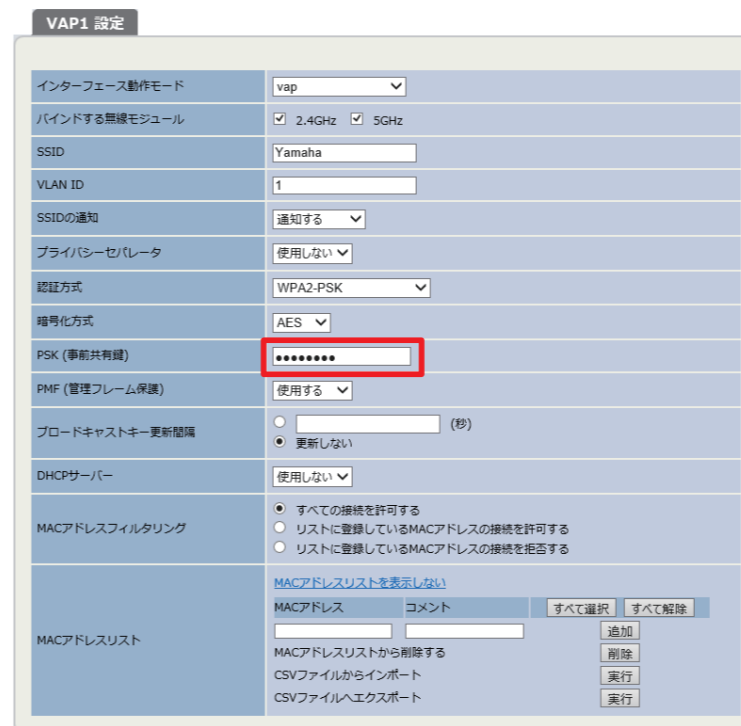 VAP1 設定
インターフェース動作モード vap
バインドする無線モジュール 2.4GHz 5GHz
SSID Yamaha
VLAN ID 1
SSIDの通知 通知する
プライバシーセパレータ 使用しない
認証方式 WPA2-PSK
暗号化方式 AES
PSK (事前共有鍵) ●●●●●●●●
PMF (管理フレーム保護) 使用する
ブロードキャストキー更新間隔 (秒)
更新しない
DHCPサーバー 使用しない
MACアドレスフィルタリング すべての接続を許可する
リストに登録しているMACアドレスの接続を許可する
リストに登録しているMACアドレスの接続を拒否する
MACアドレスリスト MACアドレスリストを表示しない
MACアドレス コメント すべて選択 すべて解除
追加
MACアドレスリストから削除する 削除
CSVファイルからインポート 実行
CSVファイルへエクスポート 実行